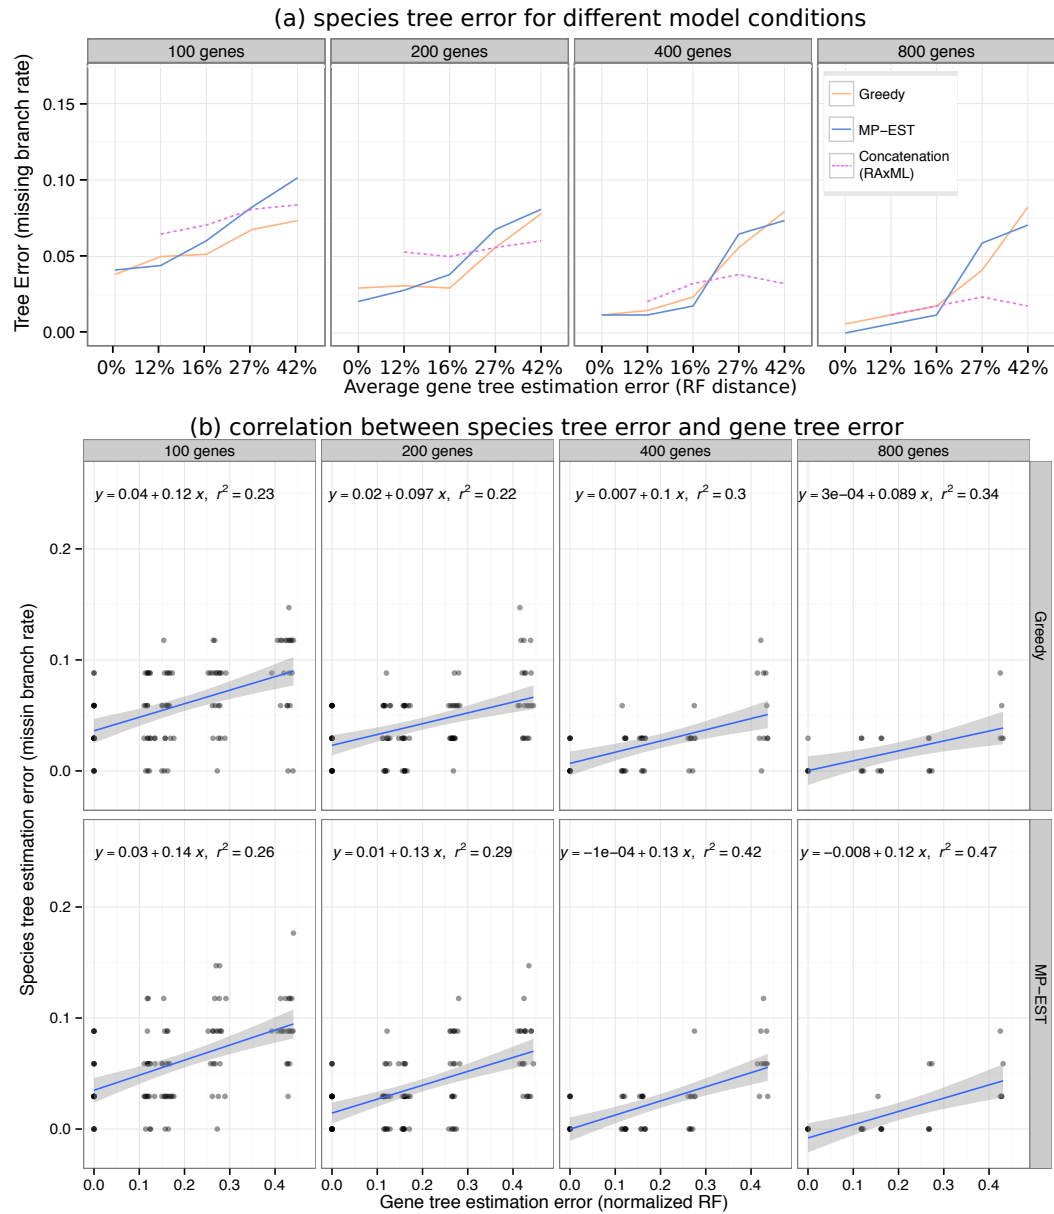 (a) species tree error for different model conditions
100 genes 200 genes 400 genes 800 genes
Tree Error (missing branch rate)
0.15
0.10
0.05
0.00
Greedy
MP−EST
Concatenation
(RAxML)
0% 12% 16% 27% 42% 0% 12% 16% 27% 42% 0% 12% 16% 27% 42% 0% 12% 16% 27% 42%
Average gene tree estimation error (RF distance)
(b) correlation between species tree error and gene tree error
100 genes 200 genes 400 genes 800 genes
y = 0.04 + 0.12 x, r² = 0.23 y = 0.02 + 0.097 x, r² = 0.22 y = 0.007 + 0.1 x, r² = 0.3 y = 3e−04 + 0.089 x, r² = 0.34
0.2
0.1
0.0
Greedy
Species tree estimation error (missin branch rate)
y = 0.03 + 0.14 x, r² = 0.26 y = 0.01 + 0.13 x, r² = 0.29 y = −1e−04 + 0.13 x, r² = 0.42 y = −0.008 + 0.12 x, r² = 0.47
0.2
0.1
0.0
MP−EST
0.0 0.1 0.2 0.3 0.4 0.0 0.1 0.2 0.3 0.4 0.0 0.1 0.2 0.3 0.4 0.0 0.1 0.2 0.3 0.4
Gene tree estimation error (normalized RF)